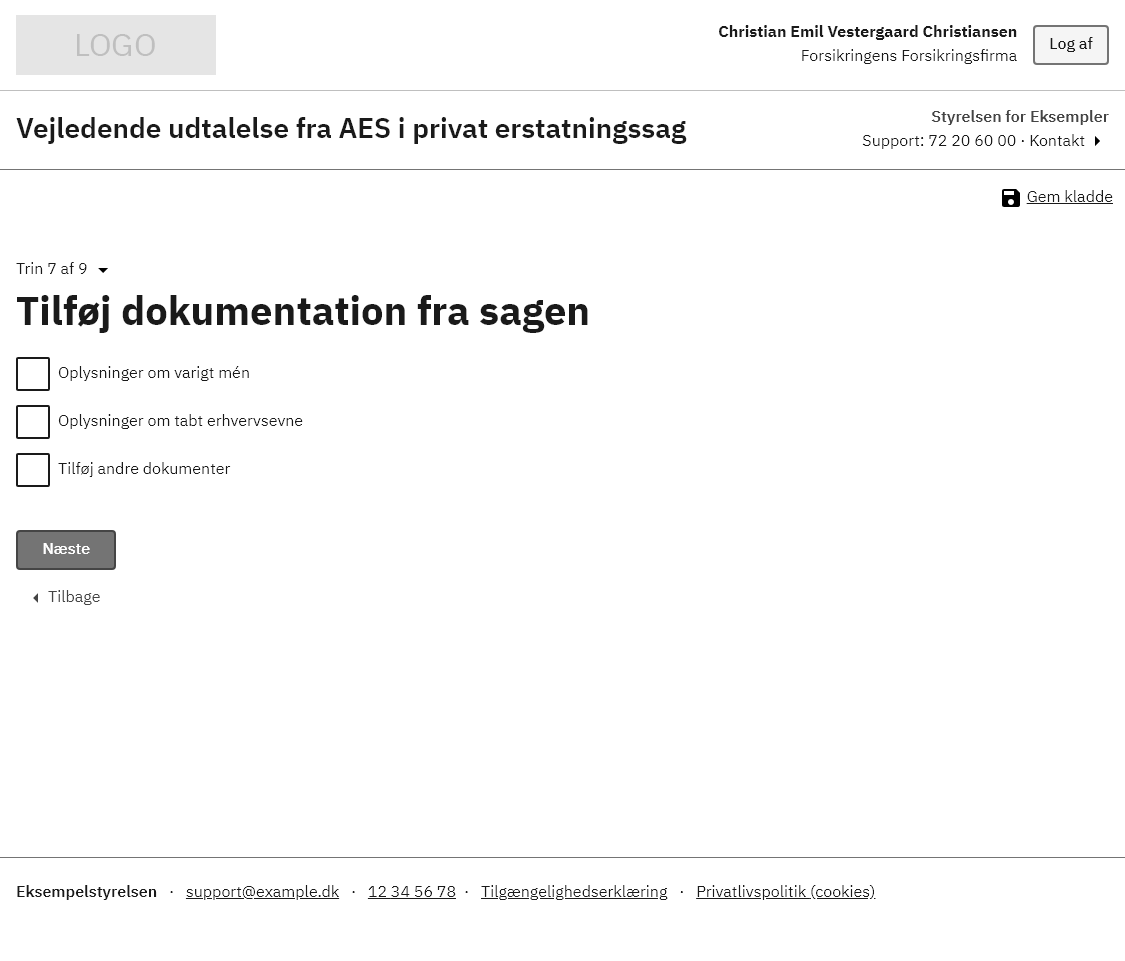 LOGO
Christian Emil Vestergaard Christiansen
Forsikringens Forsikringsfirma
Log af
Vejledende udtalelse fra AES i privat erstatningssag
Styrelsen for Eksempler
Support: 72 20 60 00 · Kontakt
Gem kladde
Trin 7 af 9
Tilføj dokumentation fra sagen
Oplysninger om varigt mén
Oplysninger om tabt erhvervsevne
Tilføj andre dokumenter
Næste
Tilbage
Eksempelstyrelsen · support@example.dk · 12 34 56 78 · Tilgængelighedserklæring · Privatlivspolitik (cookies)